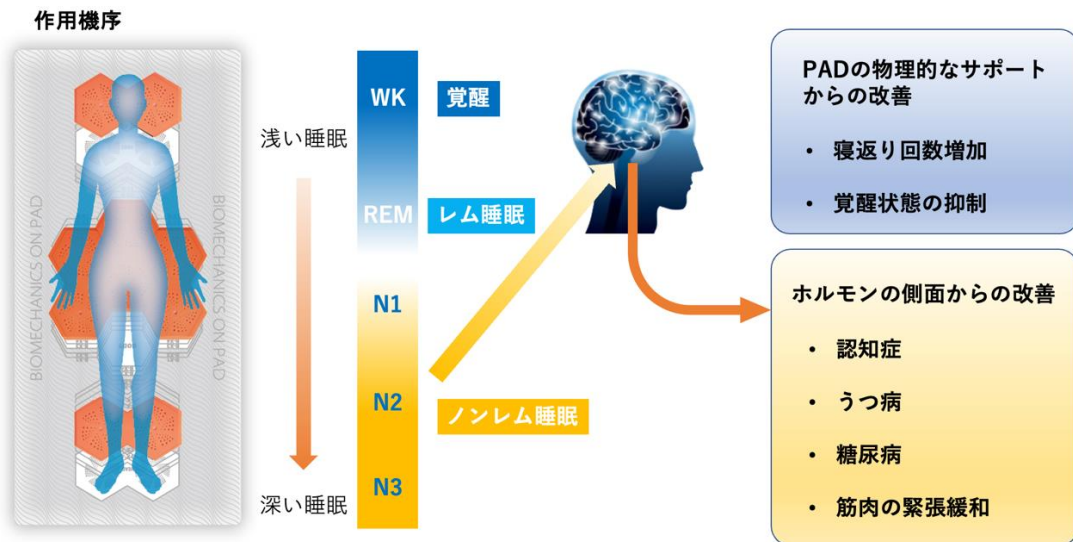 作用機序
BIOMECHANICS ON PAD
BIOMECHANICS ON PAD
浅い睡眠
深い睡眠
WK
覚醒
REM
レム睡眠
N1
N2
ノンレム睡眠
N3
PADの物理的なサポート
からの改善
• 寝返り回数増加
• 覚醒状態の抑制
ホルモンの側面からの改善
• 認知症
• うつ病
• 糖尿病
• 筋肉の緊張緩和